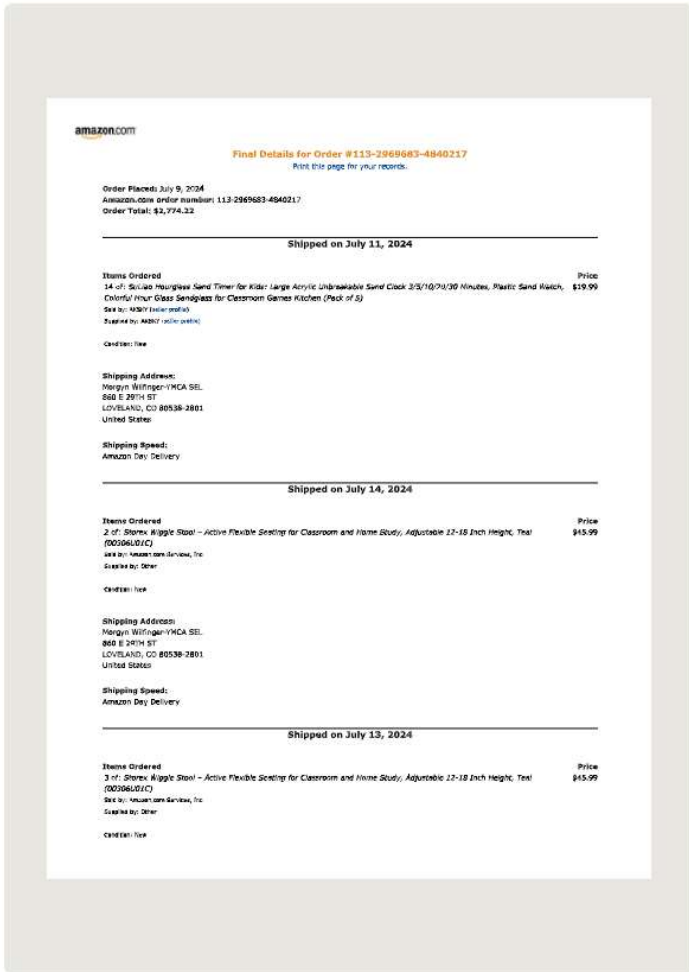 amazon.com
Final Details for Order #113-2969683-4840217
Print this page for your records.
Order Placed: July 9, 2024
Amazon.com order number: 113-2969683-4840217
Order Total: $2,774.22
Shipped on July 11, 2024
Items Ordered Price
14 of: SuLiao Hourglass Sand Timer for Kids: Large Acrylic Unbreakable Sand Clock 3/5/10/20/30 Minutes, Plastic Sand Watch, $19.99
Colorful Hour Glass Sandglass for Classroom Games Kitchen (Pack of 5)
Sold by: (seller profile)
Supplied by: (seller profile)
Condition: New
Shipping Address:
Morgyn Wilfinger-YMCA SEL
860 E 29TH ST
LOVELAND, CO 80538-2801
United States
Shipping Speed:
Amazon Day Delivery
Shipped on July 14, 2024
Items Ordered Price
2 of: Storex Wiggle Stool – Active Flexible Seating for Classroom and Home Study, Adjustable 12-18 Inch Height, Teal $45.99
(00306U01C)
Sold by: Amazon.com Services, Inc
Supplied by: Other
Condition: New
Shipping Address:
Morgyn Wilfinger-YMCA SEL
860 E 29TH ST
LOVELAND, CO 80538-2801
United States
Shipping Speed:
Amazon Day Delivery
Shipped on July 13, 2024
Items Ordered Price
3 of: Storex Wiggle Stool – Active Flexible Seating for Classroom and Home Study, Adjustable 12-18 Inch Height, Teal $45.99
(00306U01C)
Sold by: Amazon.com Services, Inc
Supplied by: Other
Condition: New